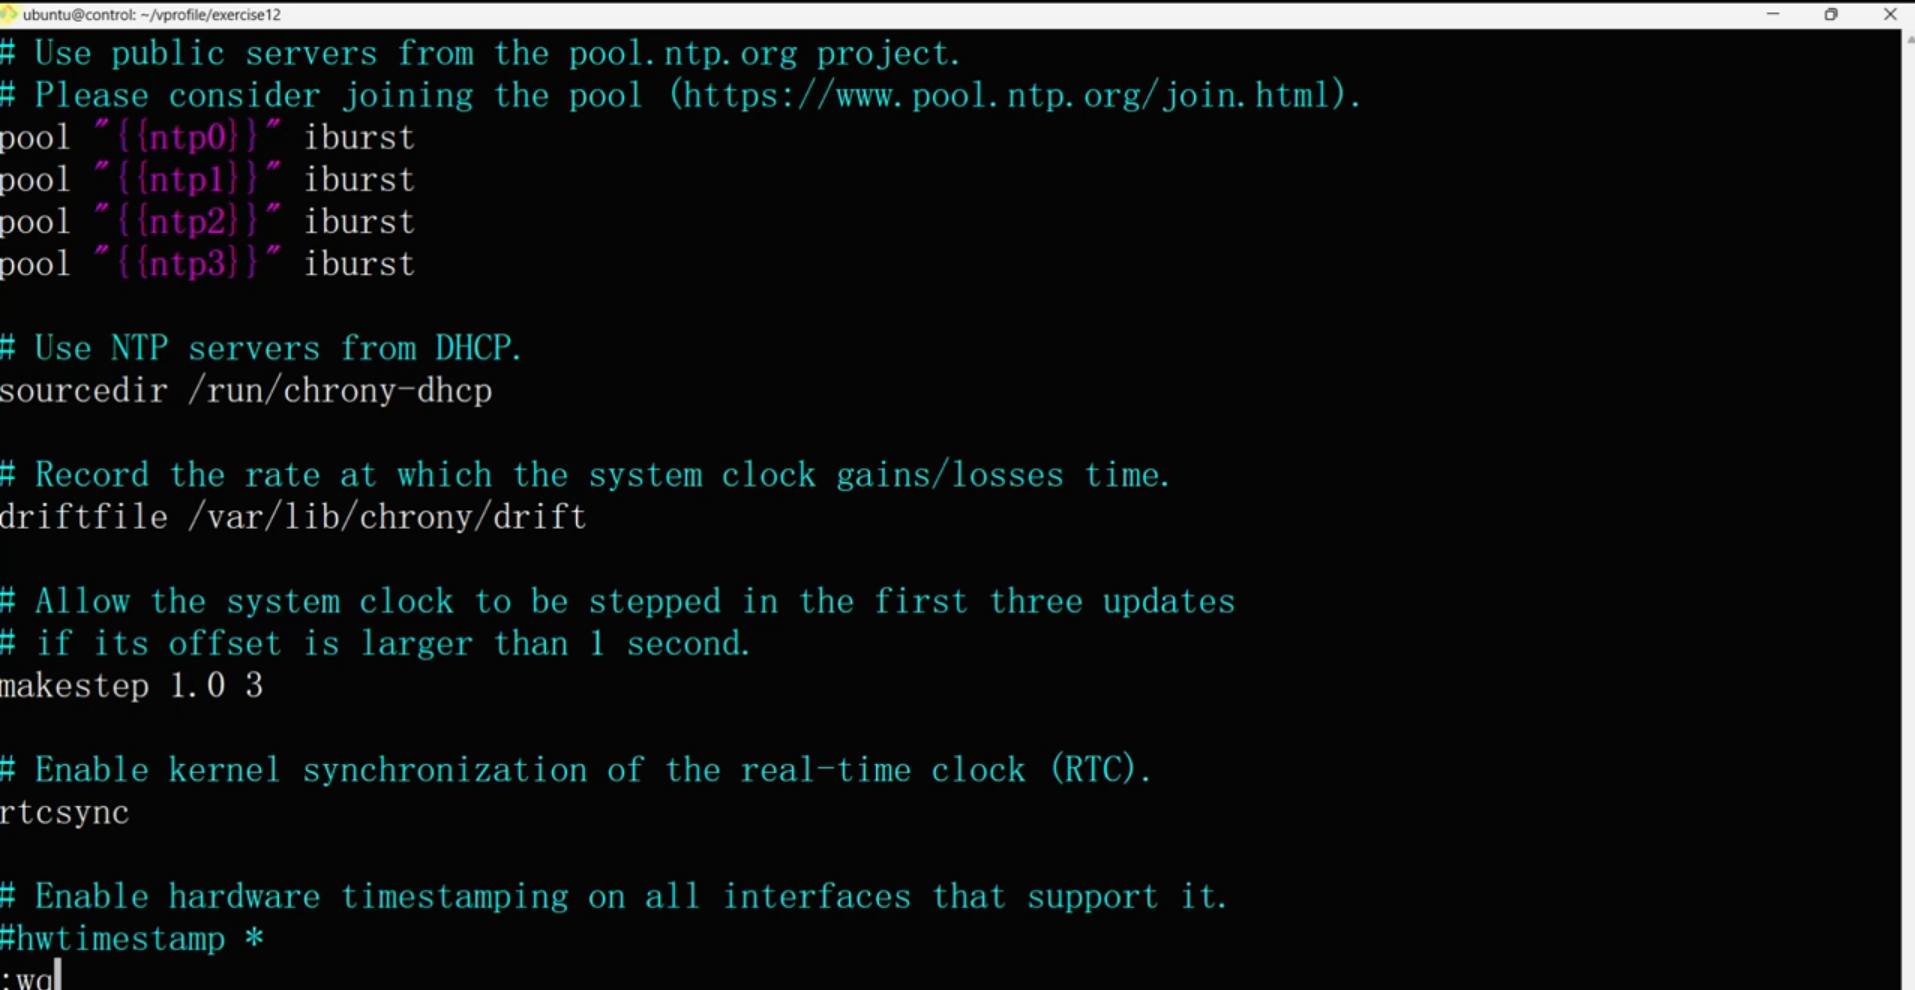 ubuntu@control: ~/vprofile/exercise12
# Use public servers from the pool.ntp.org project.
# Please consider joining the pool (https://www.pool.ntp.org/join.html).
pool "{{ntp0}}" iburst
pool "{{ntp1}}" iburst
pool "{{ntp2}}" iburst
pool "{{ntp3}}" iburst
# Use NTP servers from DHCP.
sourcedir /run/chrony-dhcp
# Record the rate at which the system clock gains/losses time.
driftfile /var/lib/chrony/drift
# Allow the system clock to be stepped in the first three updates
# if its offset is larger than 1 second.
makestep 1.0 3
# Enable kernel synchronization of the real-time clock (RTC).
rtcsync
# Enable hardware timestamping on all interfaces that support it.
#hwtimestamp *
:wq